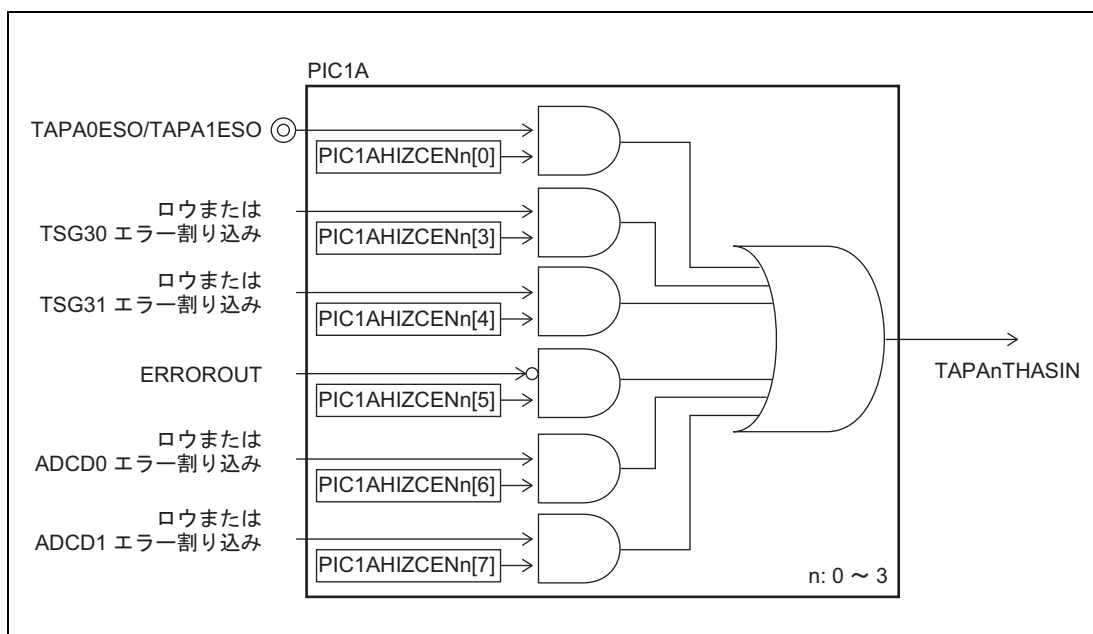 PIC1A
TAPA0ESO/TAPA1ESO
PIC1AHIZCENn[0]
ロウまたは
TSG30 エラー割り込み
PIC1AHIZCENn[3]
ロウまたは
TSG31 エラー割り込み
PIC1AHIZCENn[4]
ERROROUT
PIC1AHIZCENn[5]
TAPAnTHASIN
ロウまたは
ADCD0 エラー割り込み
PIC1AHIZCENn[6]
ロウまたは
ADCD1 エラー割り込み
PIC1AHIZCENn[7]
n: 0 ～ 3